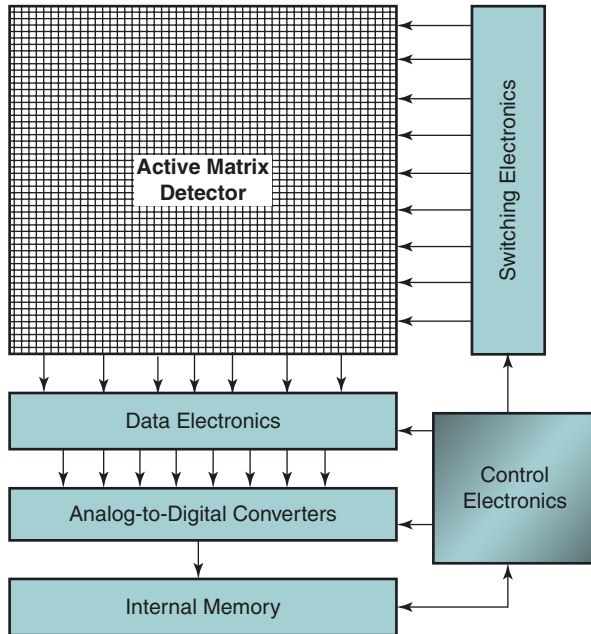 Active Matrix
Detector
Switching Electronics
Data Electronics
Control
Electronics
Analog-to-Digital Converters
Internal Memory